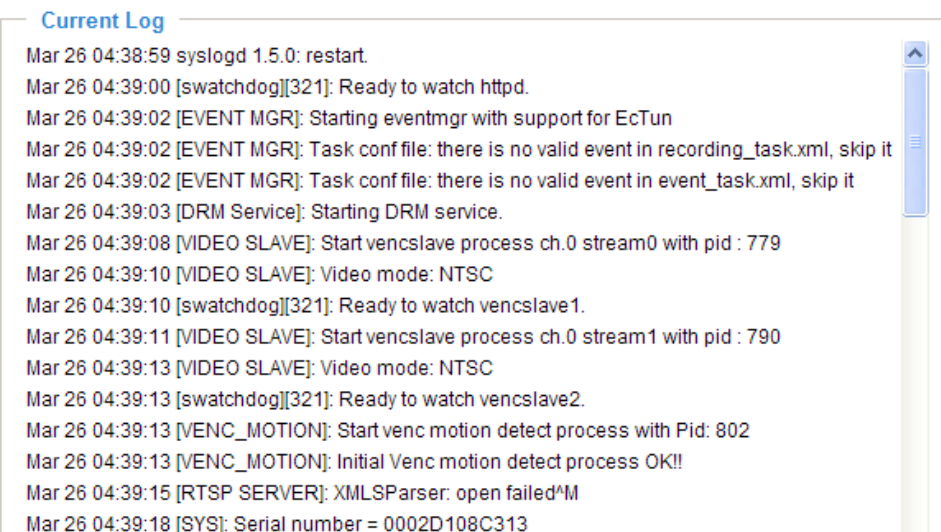 Current Log
Mar 26 04:38:59 syslogd 1.5.0: restart.
Mar 26 04:39:00 [swatchdog][321]: Ready to watch httpd.
Mar 26 04:39:02 [EVENT MGR]: Starting eventmgr with support for EcTun
Mar 26 04:39:02 [EVENT MGR]: Task conf file: there is no valid event in recording_task.xml, skip it
Mar 26 04:39:02 [EVENT MGR]: Task conf file: there is no valid event in event_task.xml, skip it
Mar 26 04:39:03 [DRM Service]: Starting DRM service.
Mar 26 04:39:08 [VIDEO SLAVE]: Start vencslave process ch.0 stream0 with pid : 779
Mar 26 04:39:10 [VIDEO SLAVE]: Video mode: NTSC
Mar 26 04:39:10 [swatchdog][321]: Ready to watch vencslave1.
Mar 26 04:39:11 [VIDEO SLAVE]: Start vencslave process ch.0 stream1 with pid : 790
Mar 26 04:39:13 [VIDEO SLAVE]: Video mode: NTSC
Mar 26 04:39:13 [swatchdog][321]: Ready to watch vencslave2.
Mar 26 04:39:13 [VENC_MOTION]: Start venc motion detect process with Pid: 802
Mar 26 04:39:13 [VENC_MOTION]: Initial Venc motion detect process OK!!
Mar 26 04:39:15 [RTSP SERVER]: XMLSParser: open failed^M
Mar 26 04:39:18 [SYS]: Serial number = 0002D108C313